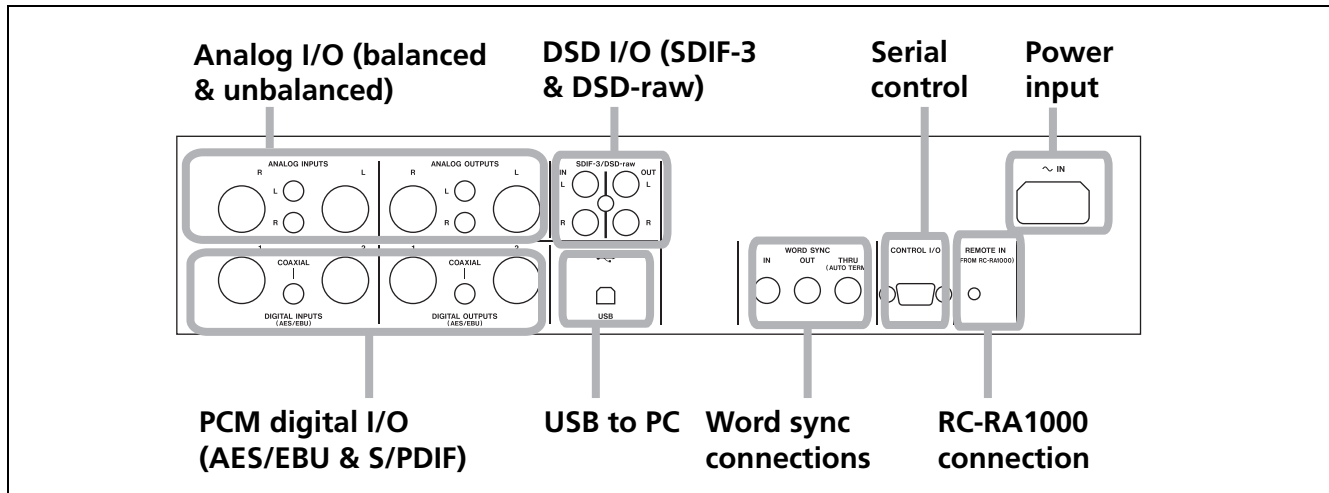 Analog I/O (balanced
& unbalanced)
DSD I/O (SDIF-3
& DSD-raw)
Serial
control
Power
input
ANALOG INPUTS
R
L
L
R
ANALOG OUTPUTS
R
L
L
R
SDIF-3/DSD-raw
IN
OUT
L
L
R
R
∼ IN
1
2
COAXIAL
DIGITAL INPUTS
(AES/EBU)
1
2
COAXIAL
DIGITAL OUTPUTS
(AES/EBU)
USB
WORD SYNC
IN
OUT
THRU
(AUTO TERM
CONTROL I/O
REMOTE IN
FROM RC-RA1000)
PCM digital I/O
(AES/EBU & S/PDIF)
USB to PC
Word sync
connections
RC-RA1000
connection